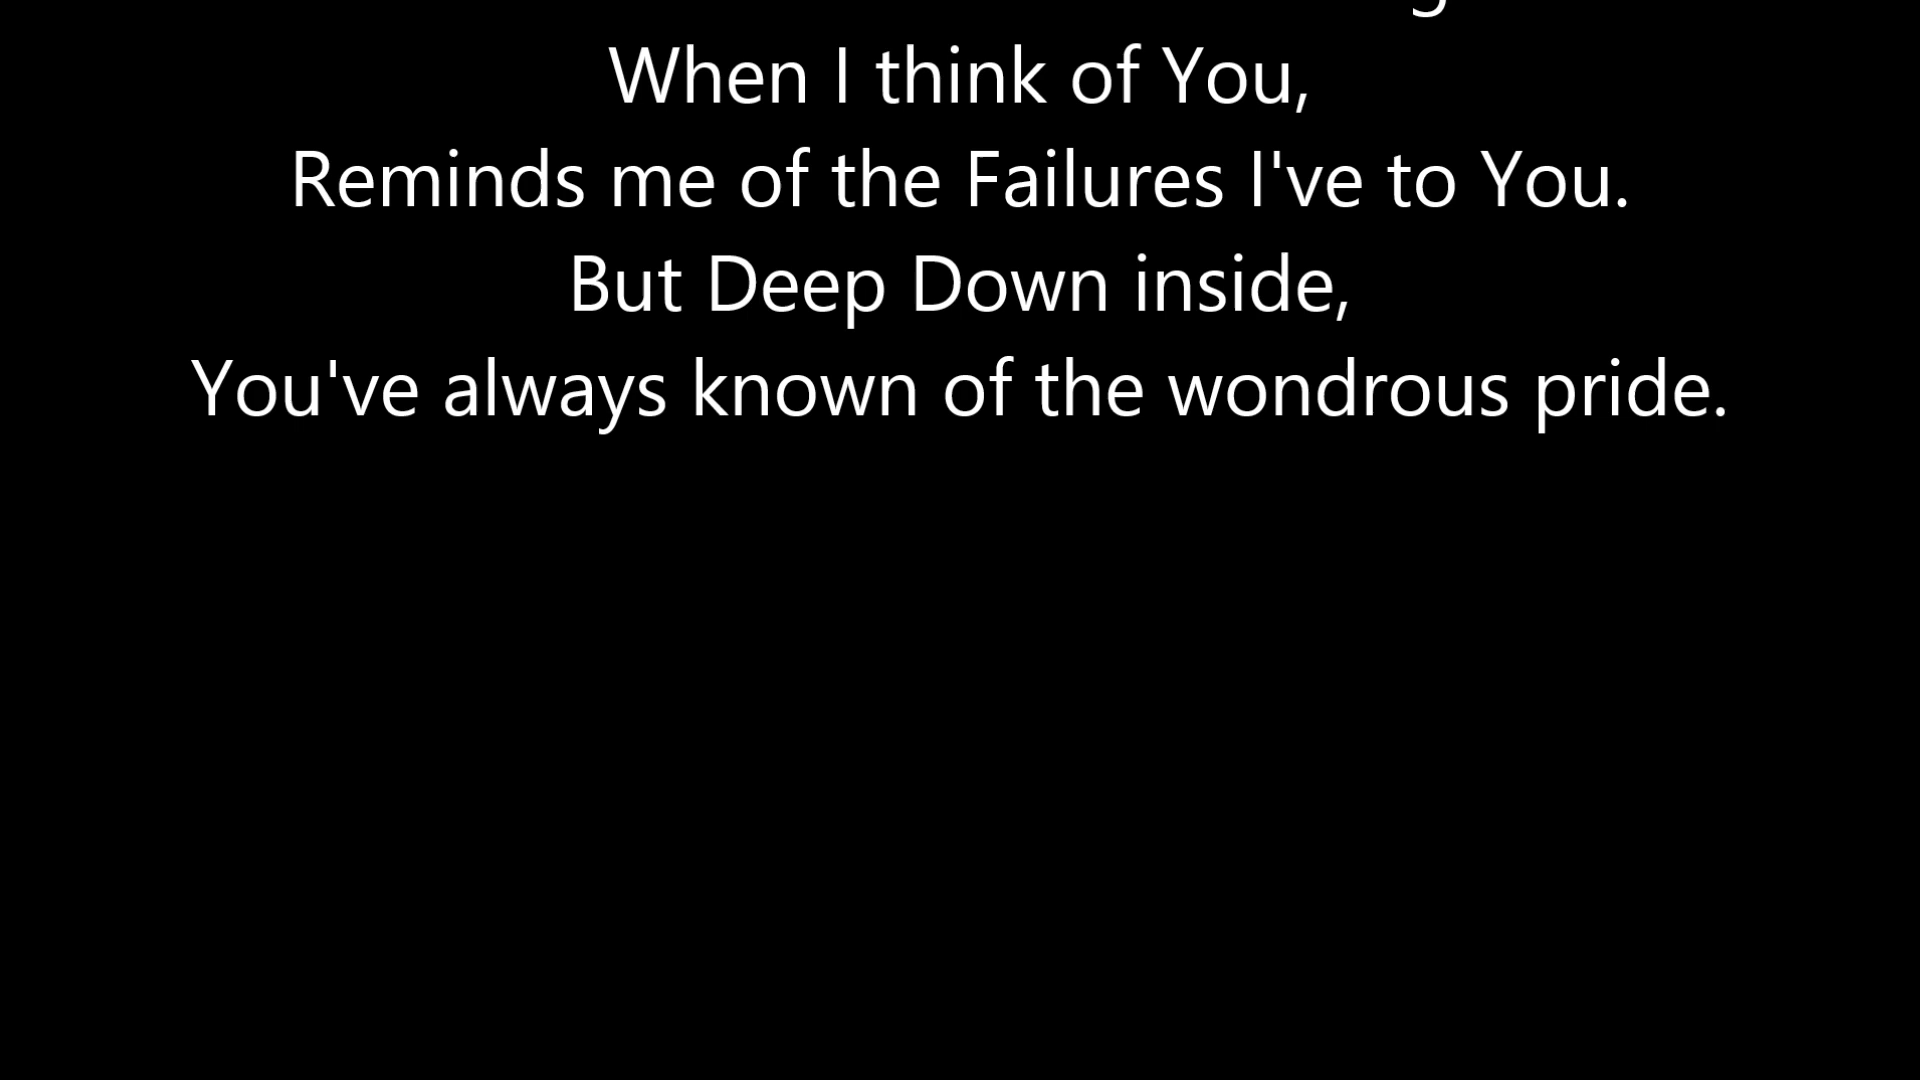 When I think of You,
Reminds me of the Failures I've to You.
But Deep Down inside,
You've always known of the wondrous pride.